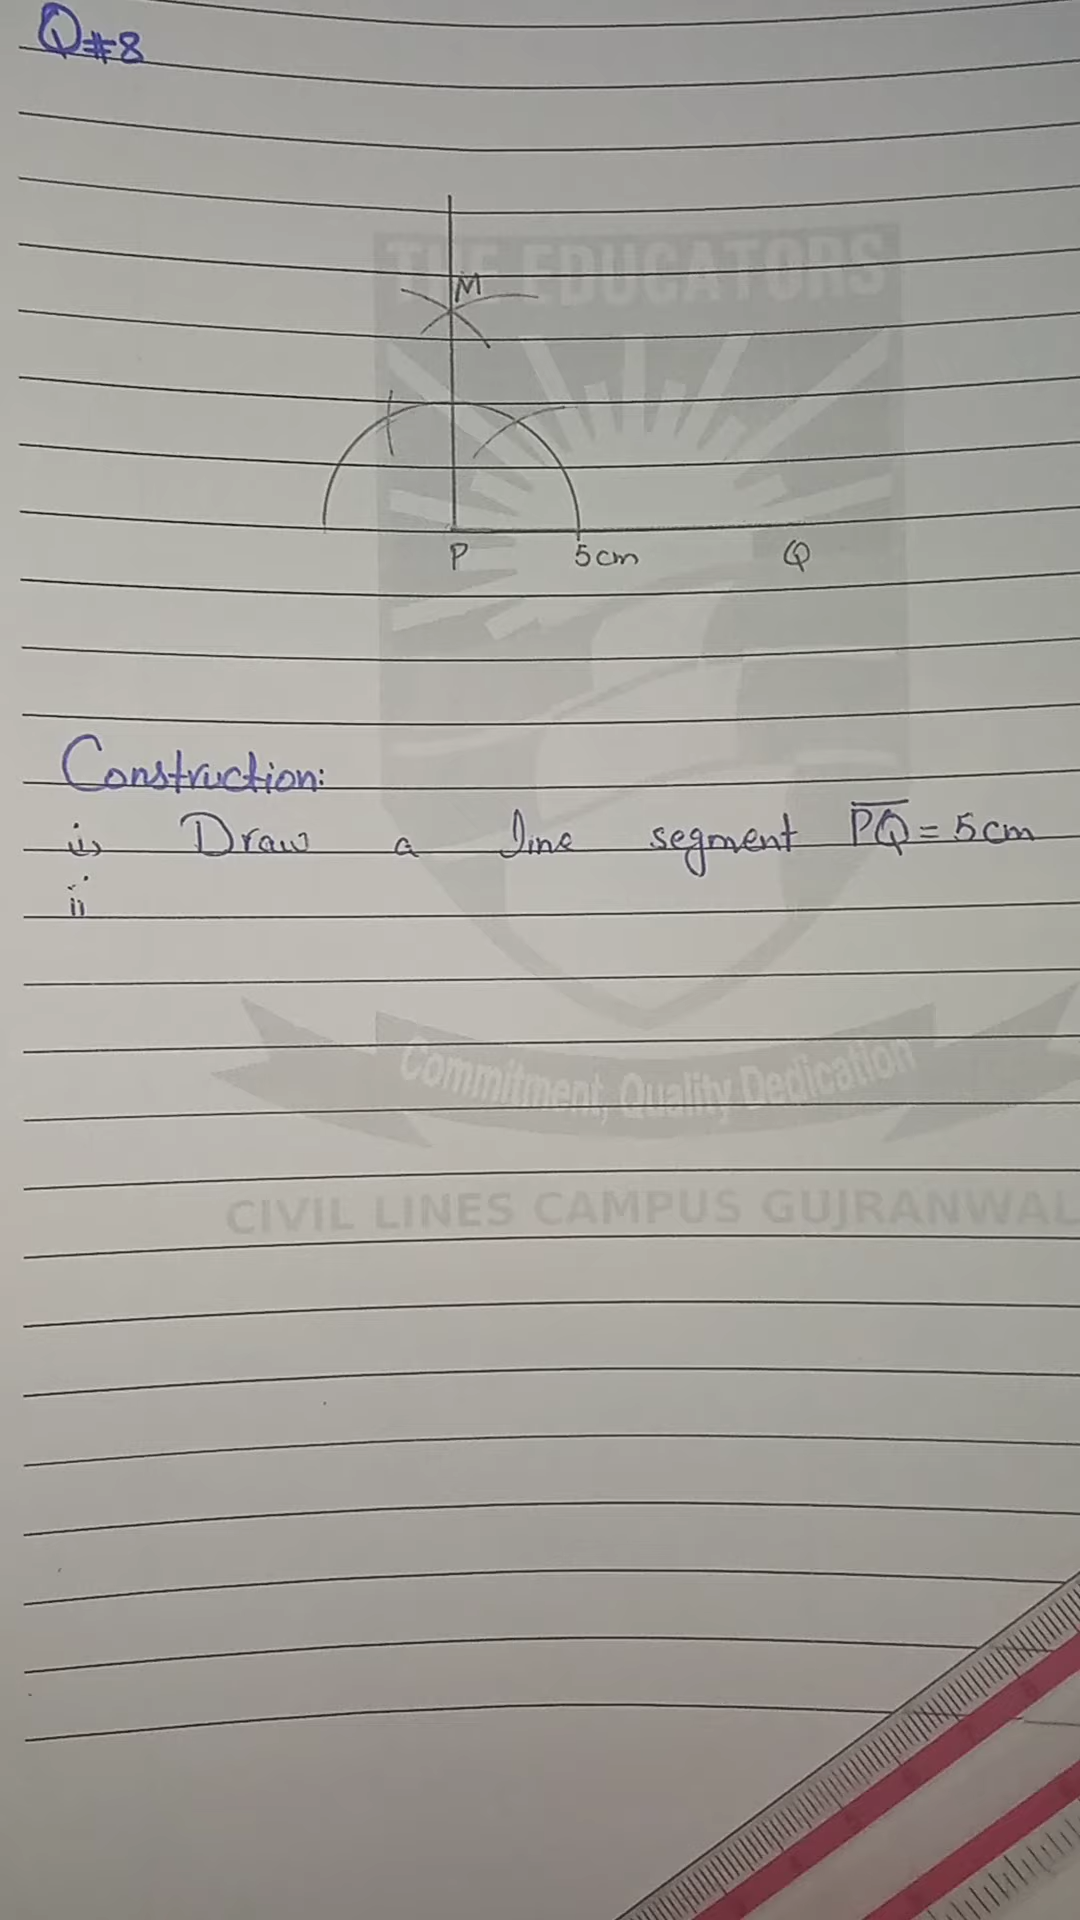 Q#8
THE EDUCATORS
M
P 5cm Q
Construction:
i, Draw a line segment PQ = 5cm
ii
Commitment, Quality Dedication
CIVIL LINES CAMPUS GUJRANWAL